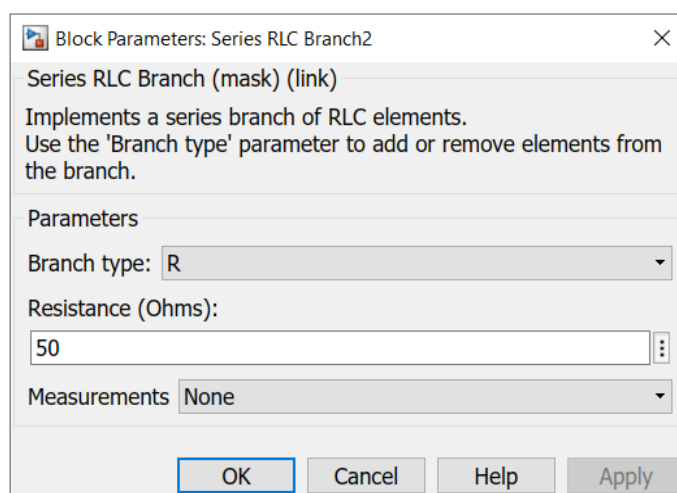 Block Parameters: Series RLC Branch2
Series RLC Branch (mask) (link)
Implements a series branch of RLC elements.
Use the 'Branch type' parameter to add or remove elements from
the branch.
Parameters
Branch type: R
Resistance (Ohms):
50
Measurements None
OK Cancel Help Apply